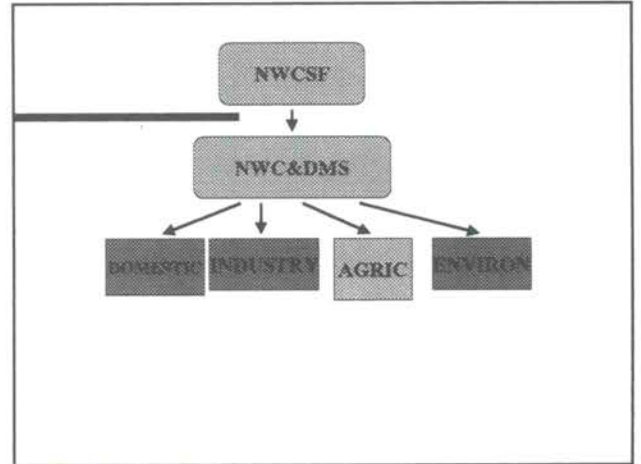 NWCSF
NWC&DMS
DOMESTIC
INDUSTRY
AGRIC
ENVIRON